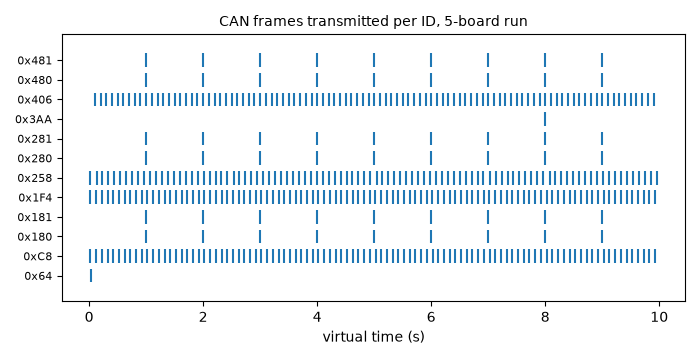 CAN frames transmitted per ID, 5-board run
0x481
0x480
0x406
0x3AA
0x281
0x280
0x258
0x1F4
0x181
0x180
0xC8
0x64
0 2 4 6 8 10
virtual time (s)